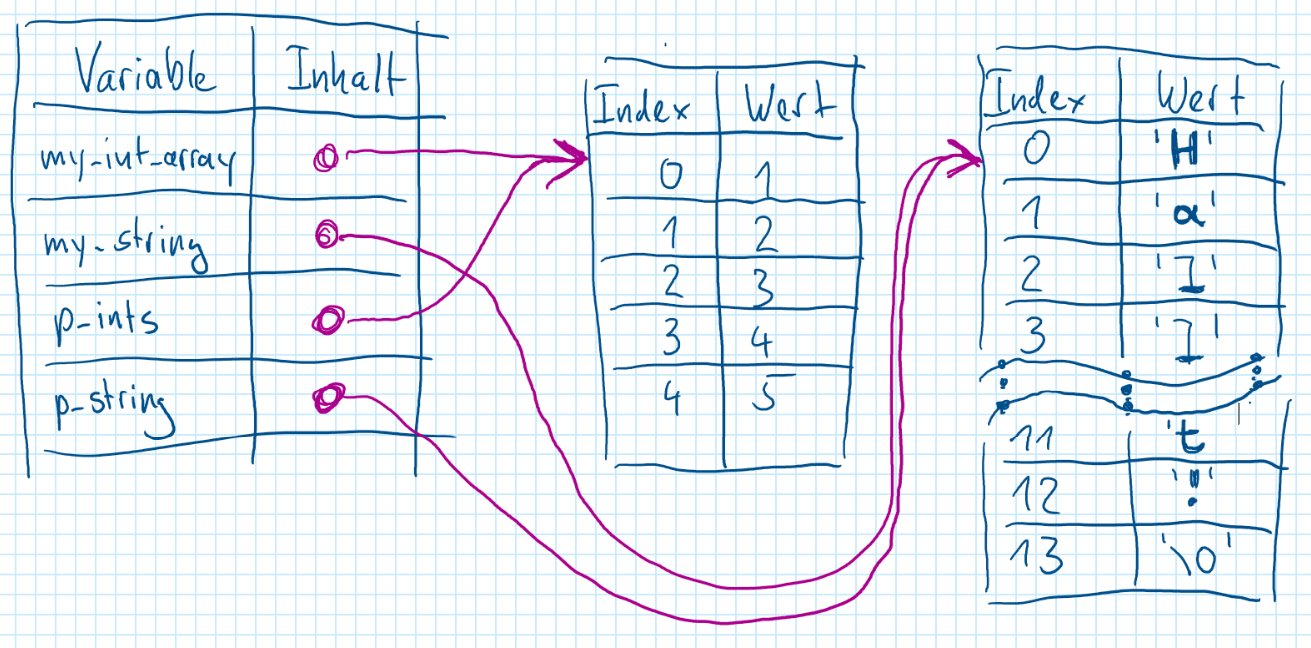 Variable Inhalt
my_int_array
my_string
p_ints
p_string
Index Wert
0 1
1 2
2 3
3 4
4 5
Index Wert
0 'H'
1 'a'
2 'l'
3 'l'
11 't
12 '!'
13 '\0'